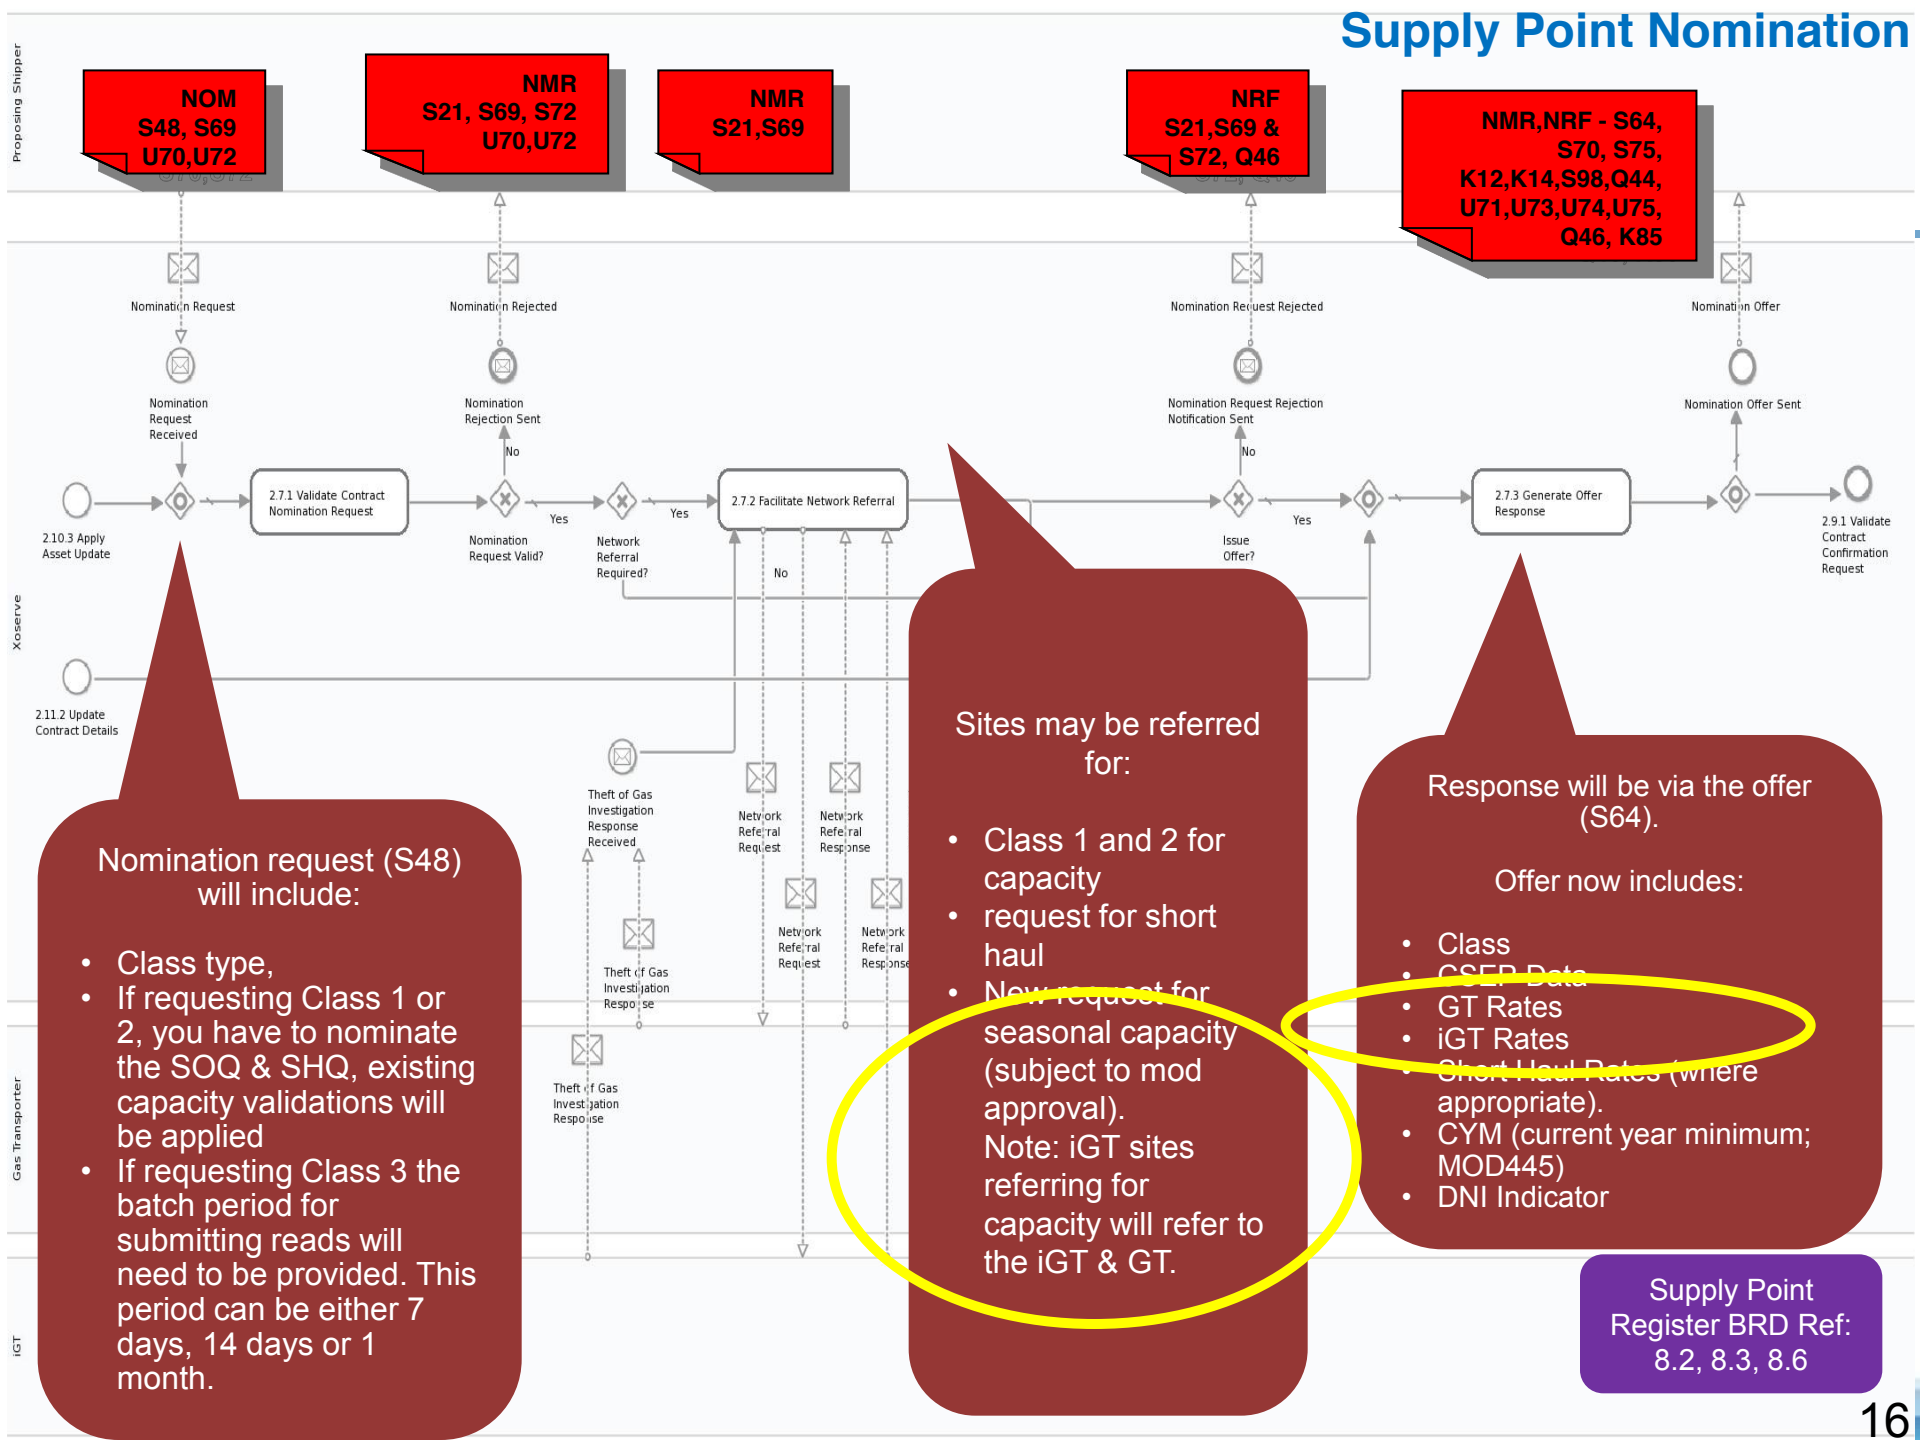 Supply Point Nomination
Proposing Shipper
NOM
S48, S69
U70,U72
NMR
S21, S69, S72
U70,U72
NMR
S21,S69
NRF
S21,S69 &
S72, Q46
NMR,NRF - S64,
S70, S75,
K12,K14,S98,Q44,
U71,U73,U74,U75,
Q46, K85
Nomination Request
Nomination Rejected
Nomination Request Rejected
Nomination Offer
Nomination
Request
Received
Nomination
Rejection Sent
Nomination Request Rejection
Notification Sent
Nomination Offer Sent
No
No
2.7.1 Validate Contract
Nomination Request
2.7.2 Facilitate Network Referral
2.7.3 Generate Offer
Response
Yes
Yes
Yes
2.10.3 Apply
Asset Update
Nomination
Request Valid?
Network
Referral
Required?
No
Issue
Offer?
2.9.1 Validate
Contract
Confirmation
Request
Xoserve
2.11.2 Update
Contract Details
Theft of Gas
Investigation
Response
Received
Network
Referral
Request
Network
Referral
Response
Network
Referral
Request
Network
Referral
Response
Theft of Gas
Investigation
Response
Theft of Gas
Investigation
Response
Gas Transporter
iGT
Nomination request (S48)
will include:
• Class type,
• If requesting Class 1 or
2, you have to nominate
the SOQ & SHQ, existing
capacity validations will
be applied
• If requesting Class 3 the
batch period for
submitting reads will
need to be provided. This
period can be either 7
days, 14 days or 1
month.
Sites may be referred
for:
• Class 1 and 2 for
capacity
• request for short
haul
• New request for
seasonal capacity
(subject to mod
approval).
Note: iGT sites
referring for
capacity will refer to
the iGT & GT.
Response will be via the offer
(S64).
Offer now includes:
• Class
• CSEP Data
• GT Rates
• iGT Rates
• Short Haul Rates (where
appropriate).
• CYM (current year minimum;
MOD445)
• DNI Indicator
Supply Point
Register BRD Ref:
8.2, 8.3, 8.6
16